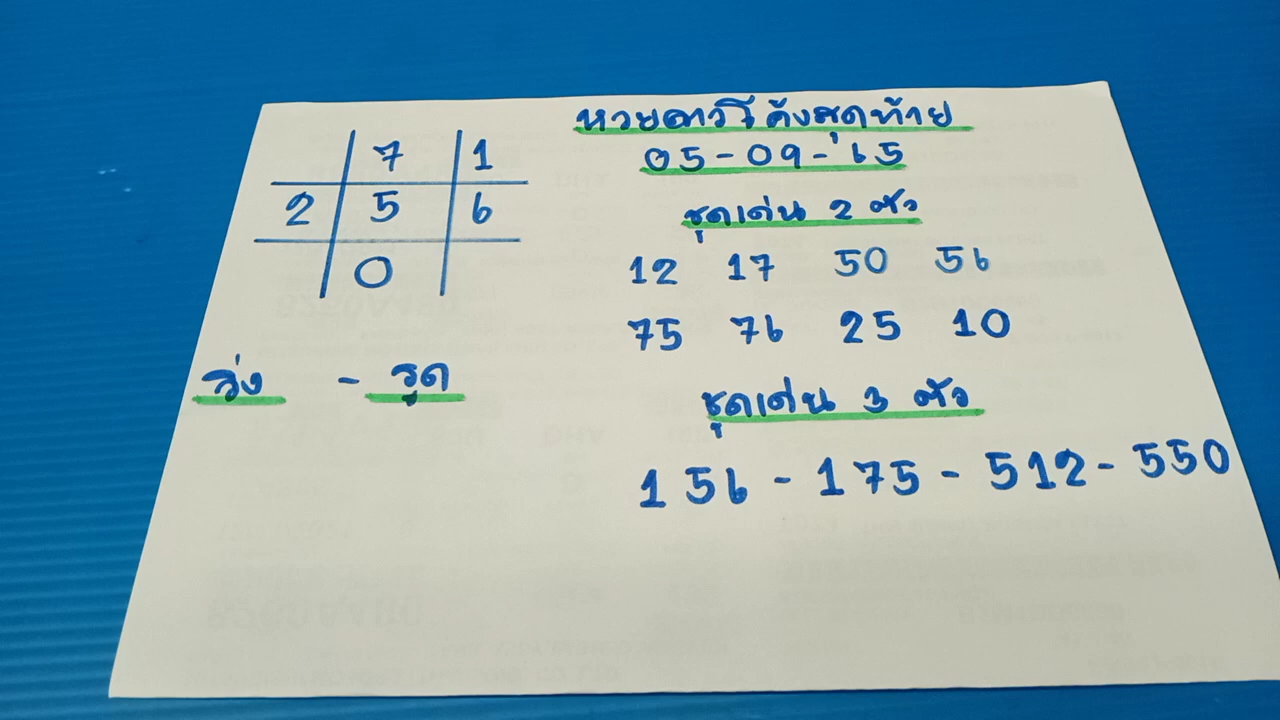 หวยดาวโจ้งสุดท้าย
05-09-'65
7 1
2 5 6
0
ชุดเด่น 2 ตัว
12 17 50 56
75 76 25 10
วิ่ง - รูด
ชุดเด่น 3 ตัว
156 - 175 - 512 - 550